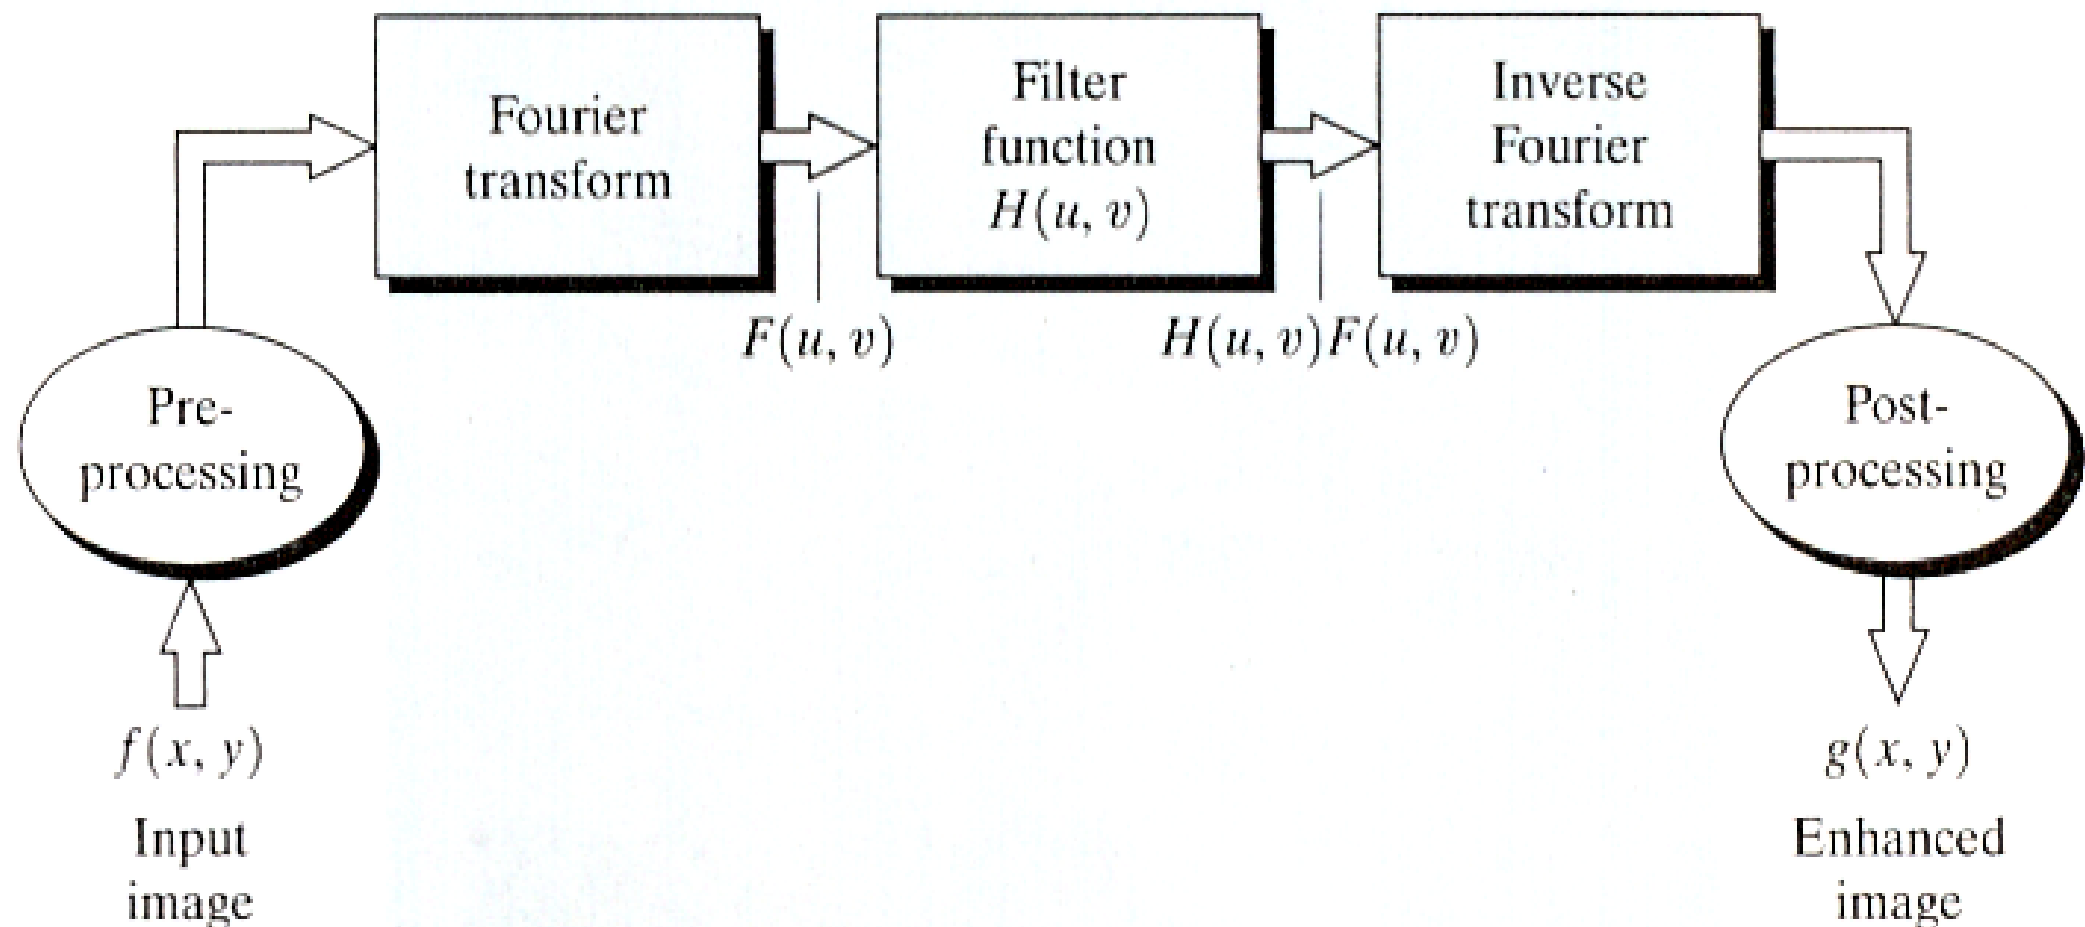 Fourier
transform
Filter
function
H(u, v)
Inverse
Fourier
transform
F(u, v)
H(u, v)F(u, v)
Pre-
processing
Post-
processing
f(x, y)
Input
image
g(x, y)
Enhanced
image